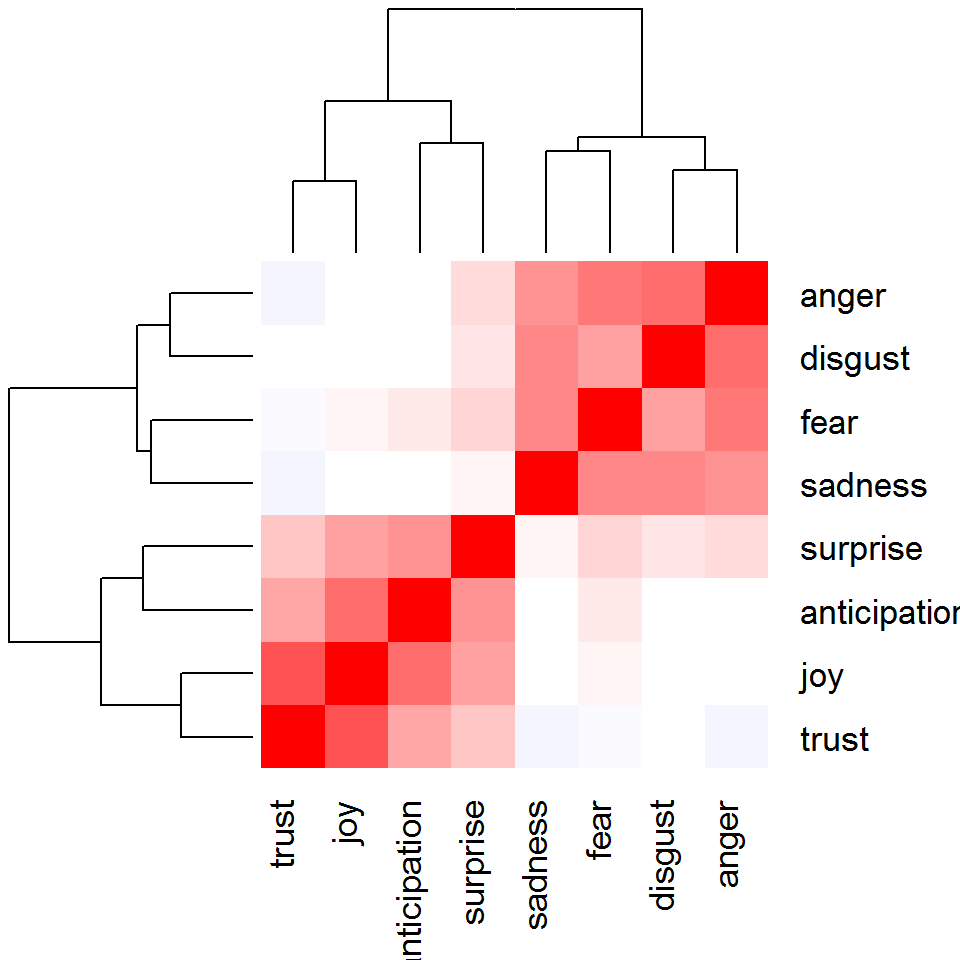 anger
disgust
fear
sadness
surprise
anticipation
joy
trust
trust
joy
anticipation
surprise
sadness
fear
disgust
anger